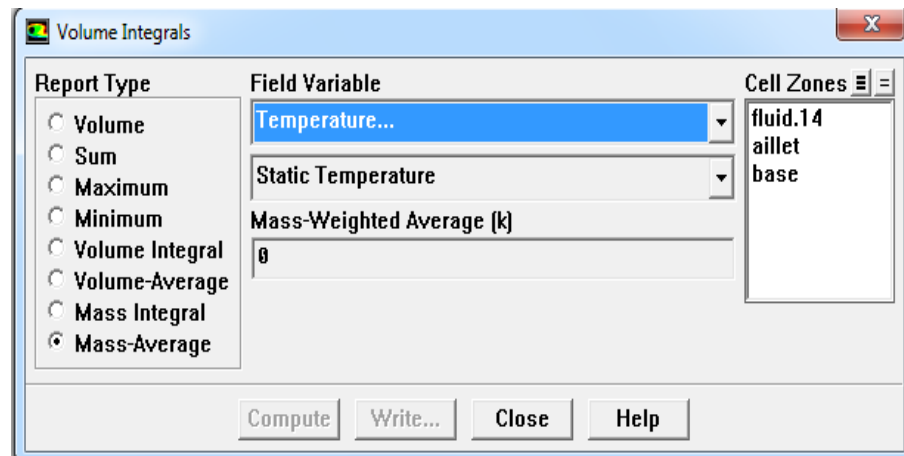 Volume Integrals
Report Type
Volume
Sum
Maximum
Minimum
Volume Integral
Volume-Average
Mass Integral
Mass-Average
Field Variable
Temperature...
Static Temperature
Mass-Weighted Average (k)
0
Cell Zones
fluid.14
aillet
base
Compute
Write...
Close
Help